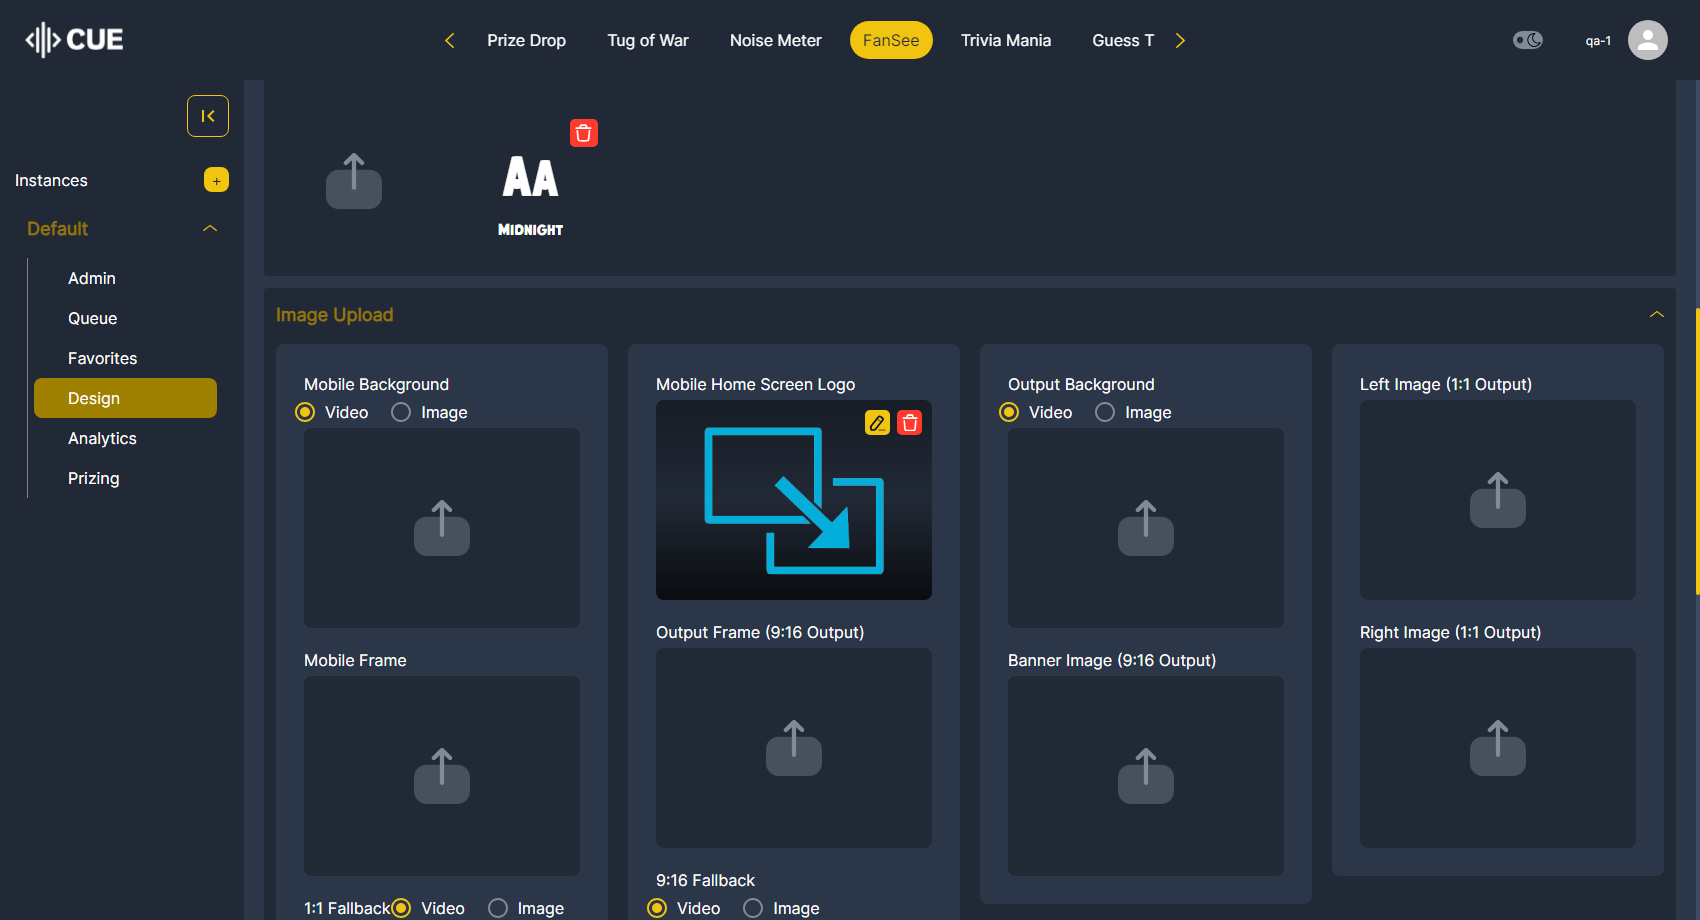 CUE
Prize Drop
Tug of War
Noise Meter
FanSee
Trivia Mania
Guess T
qa-1
Instances
+
Default
Admin
Queue
Favorites
Design
Analytics
Prizing
AA
MIDNIGHT
Image Upload
Mobile Background
Video
Image
Mobile Frame
1:1 Fallback
Video
Image
Mobile Home Screen Logo
Output Frame (9:16 Output)
9:16 Fallback
Video
Image
Output Background
Video
Image
Banner Image (9:16 Output)
Left Image (1:1 Output)
Right Image (1:1 Output)